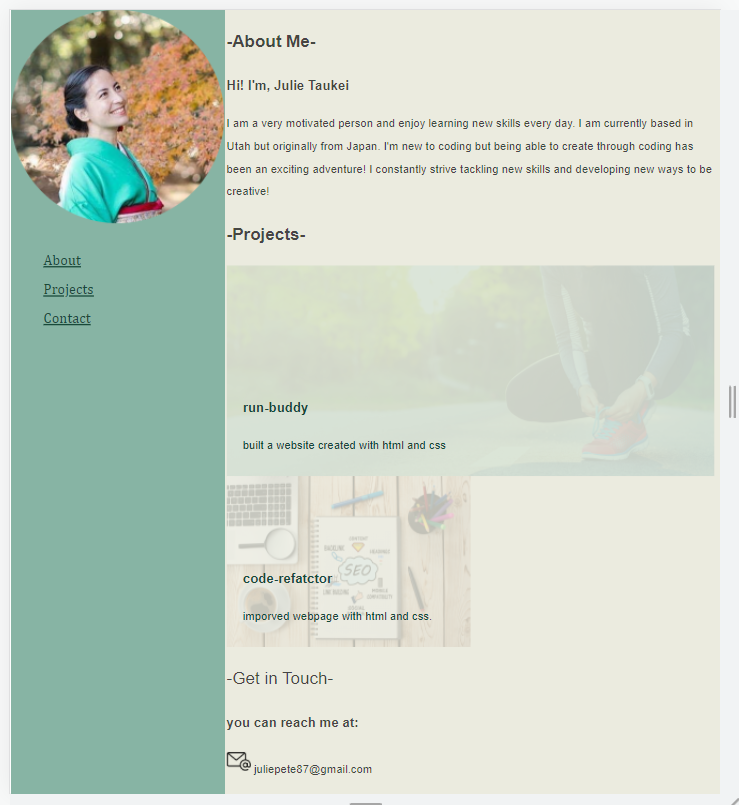 -About Me-
Hi! I'm, Julie Taukei
I am a very motivated person and enjoy learning new skills every day. I am currently based in
Utah but originally from Japan. I'm new to coding but being able to create through coding has
been an exciting adventure! I constantly strive tackling new skills and developing new ways to be
creative!
About
Projects
Contact
-Projects-
run-buddy
built a website created with html and css
SEO
code-refatctor
imporved webpage with html and css.
-Get in Touch-
you can reach me at:
juliepete87@gmail.com